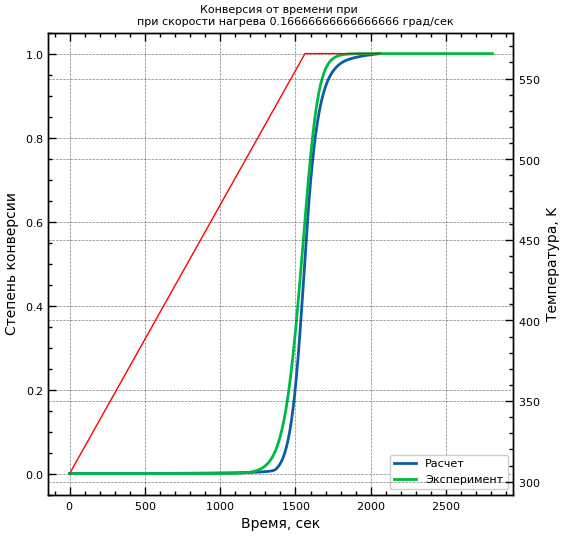 Конверсия от времени при
при скорости нагрева 0.16666666666666666 град/сек
Степень конверсии
1.0
0.8
0.6
0.4
0.2
0.0
550
500
450
400
350
300
Температура, K
Расчет
Эксперимент
0 500 1000 1500 2000 2500
Время, сек